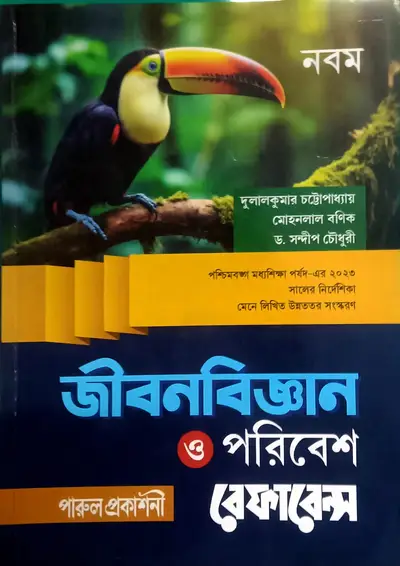 নবম
দুলালকুমার চট্টোপাধ্যায়
মোহনলাল বণিক
ড. সন্দীপ চৌধুরী
পশ্চিমবঙ্গ মধ্যশিক্ষা পর্ষদ-এর ২০২৩
সালের নির্দেশিকা
মেনে লিখিত উন্নততর সংস্করণ
জীবনবিজ্ঞান
ও পরিবেশ
রেফারেন্স
পারুল প্রকাশনী